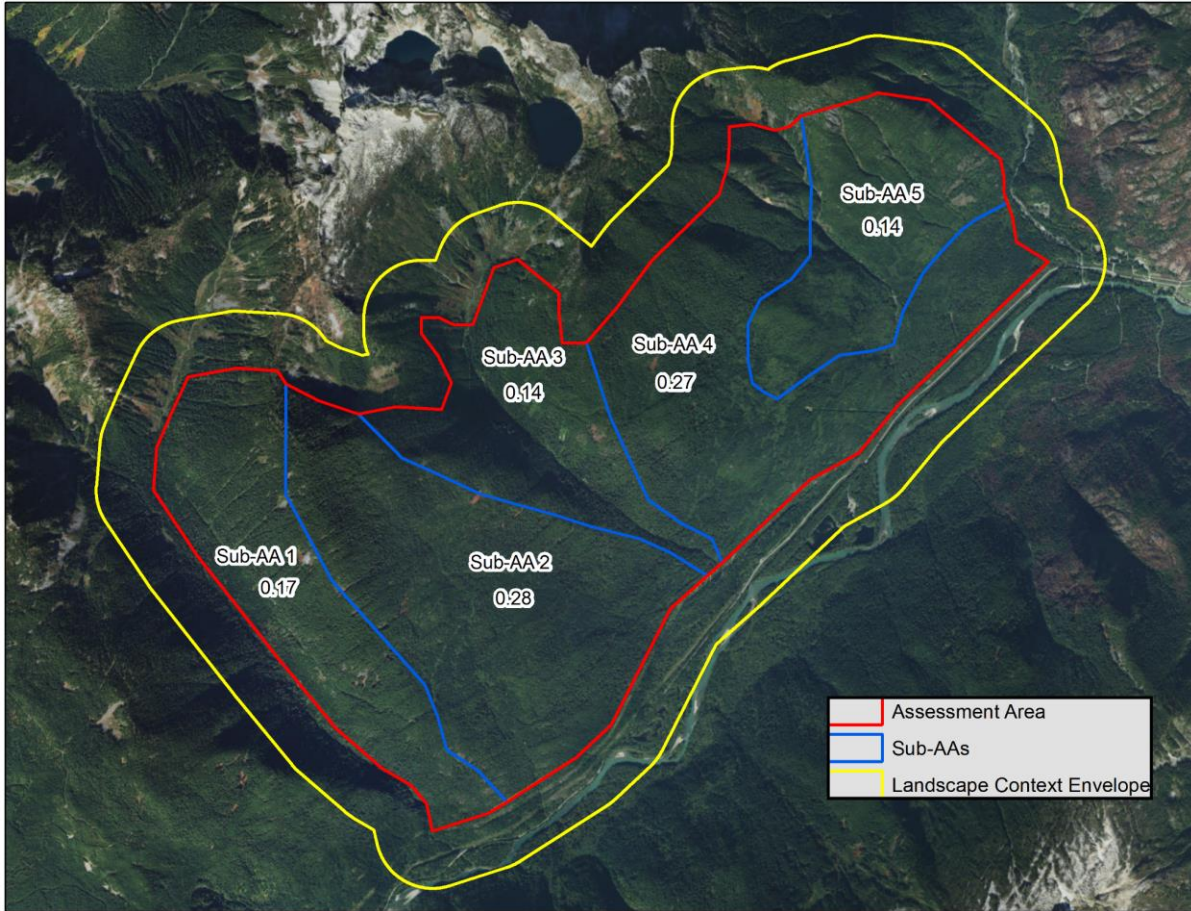 Sub-AA 5
0.14
Sub-AA 4
0.27
Sub-AA 3
0.14
Sub-AA 1
0.17
Sub-AA 2
0.28
Assessment Area
Sub-AAs
Landscape Context Envelope